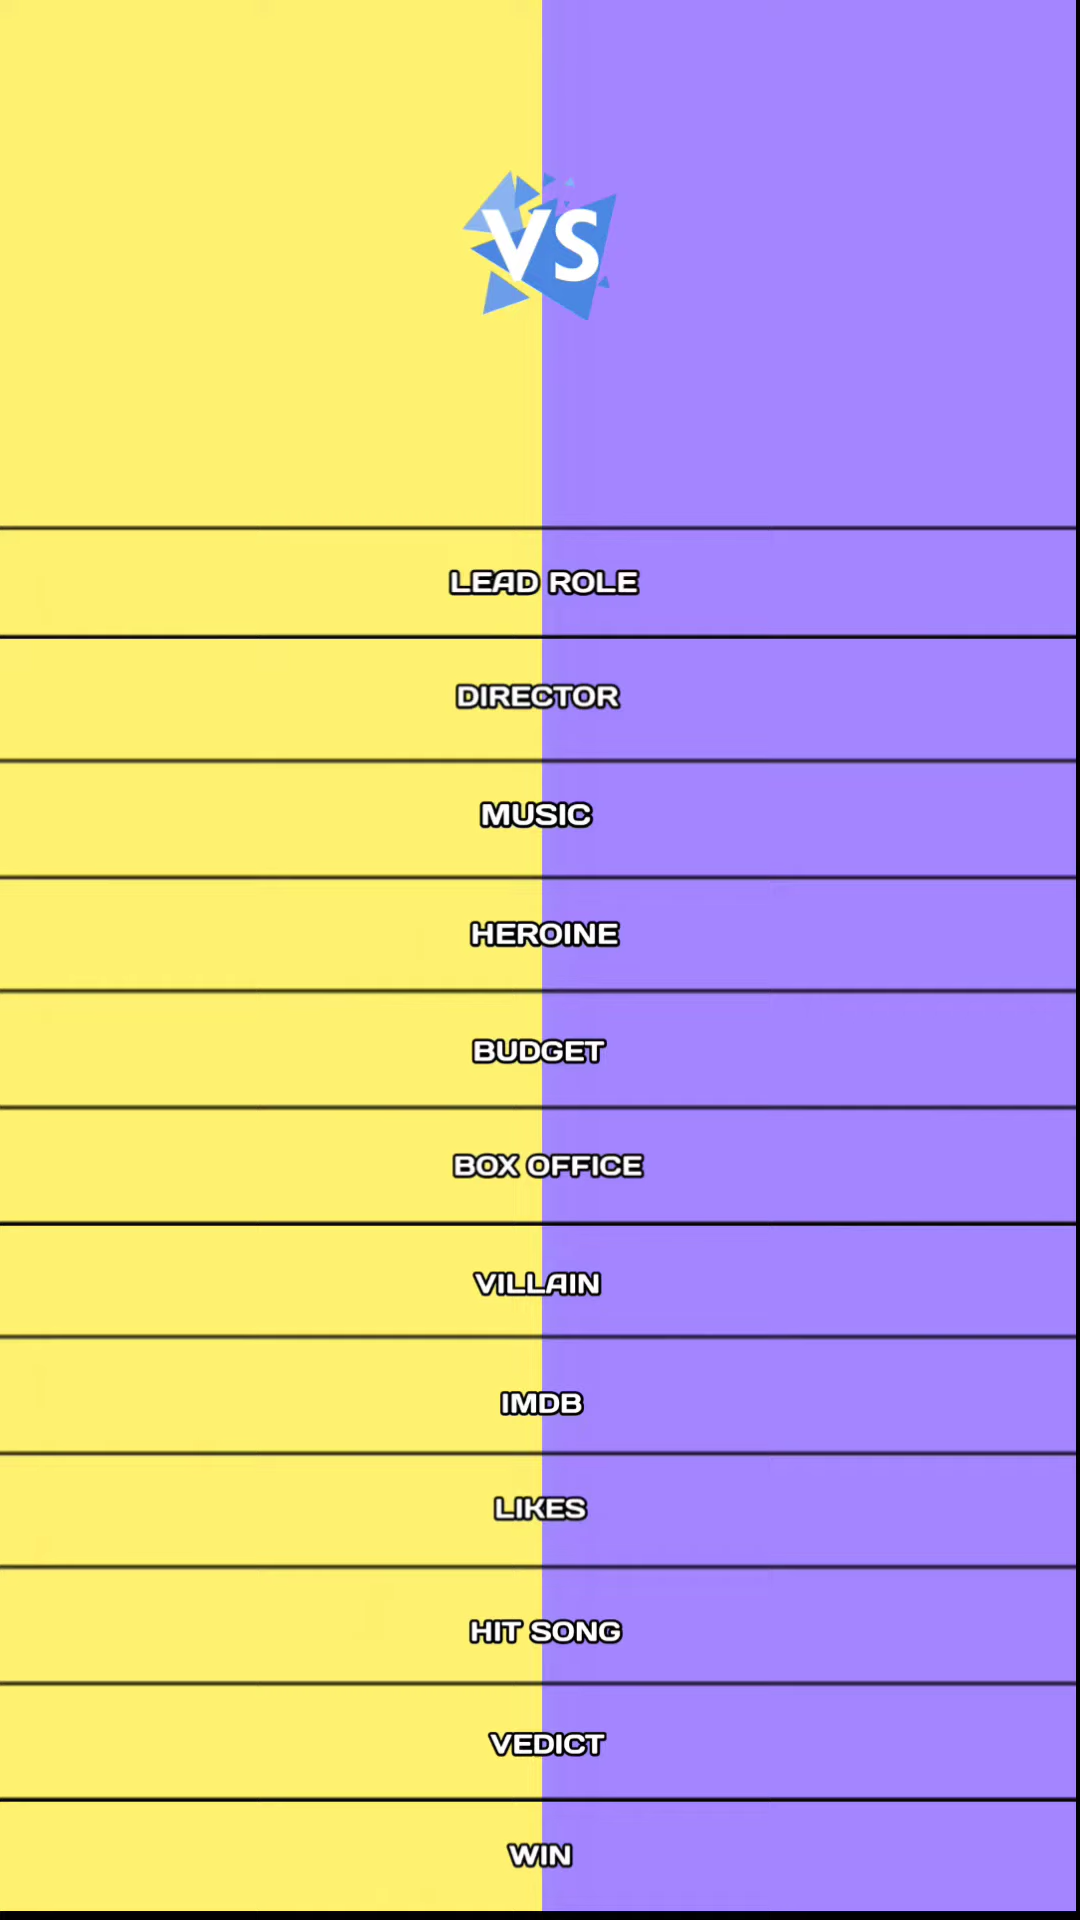 VS
LEAD ROLE
DIRECTOR
MUSIC
HEROINE
BUDGET
BOX OFFICE
VILLAIN
IMDB
LIKES
HIT SONG
VEDICT
WIN